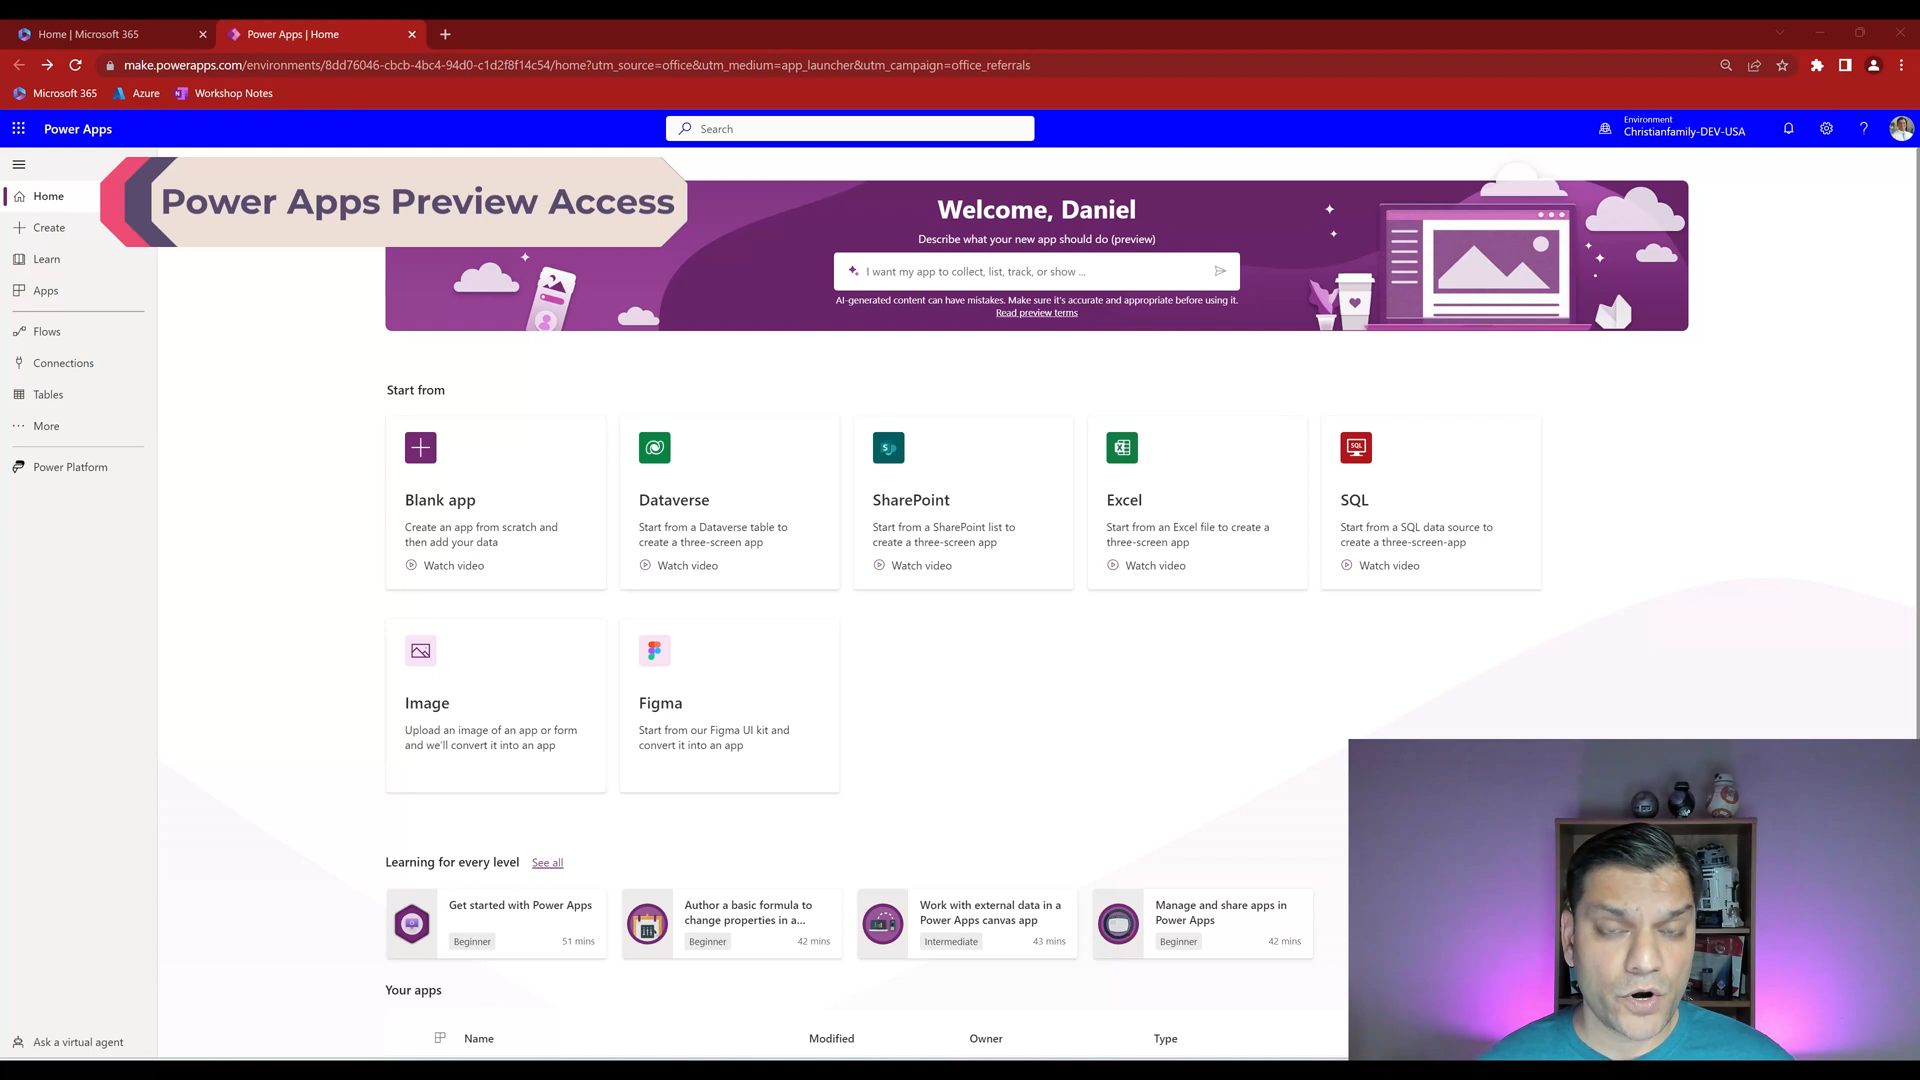 Home | Microsoft 365
Power Apps | Home
make.powerapps.com/environments/8dd76046-cbcb-4bc4-94d0-c1d2f8f14c54/home?utm_source=office&utm_medium=app_launcher&utm_campaign=office_referrals
Microsoft 365
Azure
Workshop Notes
Power Apps
Search
Environment
Christianfamily-DEV-USA
Home
Create
Learn
Apps
Flows
Connections
Tables
More
Power Platform
Ask a virtual agent
Power Apps Preview Access
Welcome, Daniel
Describe what your new app should do (preview)
I want my app to collect, list, track, or show ...
AI-generated content can have mistakes. Make sure it's accurate and appropriate before using it.
Read preview terms
Start from
Blank app
Create an app from scratch and
then add your data
Watch video
Dataverse
Start from a Dataverse table to
create a three-screen app
Watch video
SharePoint
Start from a SharePoint list to
create a three-screen app
Watch video
Excel
Start from an Excel file to create a
three-screen app
Watch video
SQL
SQL
Start from a SQL data source to
create a three-screen-app
Watch video
Image
Upload an image of an app or form
and we'll convert it into an app
Figma
Start from our Figma UI kit and
convert it into an app
Learning for every level
See all
Get started with Power Apps
Beginner
51 mins
Author a basic formula to
change properties in a...
Beginner
42 mins
Work with external data in a
Power Apps canvas app
Intermediate
43 mins
Manage and share apps in
Power Apps
Beginner
42 mins
Your apps
Name
Modified
Owner
Type